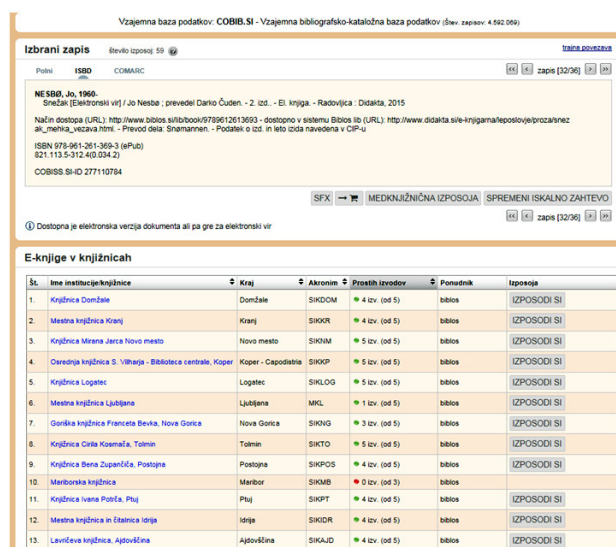 Vzajemna baza podatkov: COBIB.SI - Vzajemna bibliografsko-kataložna baza podatkov (Štev. zapisov: 4.592.069)
Izbrani zapis število izposoj: 59 trajna povezava
Polni ISBD COMARC << < zapis [32/36] > >>
NESBØ, Jo, 1960-
Snežak [Elektronski vir] / Jo Nesbø ; prevedel Darko Čuden. - 2. izd.. - El. knjiga. - Radovljica : Didakta, 2015
Način dostopa (URL): http://www.biblos.si/lib/book/9789612613693 - dostopno v sistemu Biblos lib (URL): http://www.didakta.si/e-knjigarna/leposlovje/proza/snez
ak_mehka_vezava.html. - Prevod dela: Snømannen. - Podatek o izd. in leto izida navedena v CIP-u
ISBN 978-961-261-369-3 (ePub)
821.113.5-312.4(0.034.2)
COBISS.SI-ID 277110784
SFX → MEDKNJIŽNIČNA IZPOSOJA SPREMENI ISKALNO ZAHTEVO
<< < zapis [32/36] > >>
Dostopna je elektronska verzija dokumenta ali pa gre za elektronski vir
E-knjige v knjižnicah
Št. Ime institucije/knjižnice Kraj Akronim Prostih izvodov Ponudnik Izposoja
1. Knjižnica Domžale Domžale SIKDOM 4 izv. (od 5) biblos IZPOSODI SI
2. Mestna knjižnica Kranj Kranj SIKKR 4 izv. (od 5) biblos IZPOSODI SI
3. Knjižnica Mirana Jarca Novo mesto Novo mesto SIKNM 5 izv. (od 5) biblos IZPOSODI SI
4. Osrednja knjižnica S. Vilharja - Biblioteca centrale, Koper Koper - Capodistria SIKKP 5 izv. (od 5) biblos IZPOSODI SI
5. Knjižnica Logatec Logatec SIKLOG 5 izv. (od 5) biblos IZPOSODI SI
6. Mestna knjižnica Ljubljana Ljubljana MKL 1 izv. (od 5) biblos IZPOSODI SI
7. Goriška knjižnica Franceta Bevka, Nova Gorica Nova Gorica SIKNG 3 izv. (od 5) biblos IZPOSODI SI
8. Knjižnica Cirila Kosmača, Tolmin Tolmin SIKTO 5 izv. (od 5) biblos IZPOSODI SI
9. Knjižnica Bena Zupančiča, Postojna Postojna SIKPOS 4 izv. (od 5) biblos IZPOSODI SI
10. Mariborska knjižnica Maribor SIKMB 0 izv. (od 3) biblos
11. Knjižnica Ivana Potrča, Ptuj Ptuj SIKPT 4 izv. (od 5) biblos IZPOSODI SI
12. Mestna knjižnica in čitalnica Idrija Idrija SIKIDR 4 izv. (od 5) biblos IZPOSODI SI
13. Lavričeva knjižnica, Ajdovščina Ajdovščina SIKAJD 4 izv. (od 5) biblos IZPOSODI SI